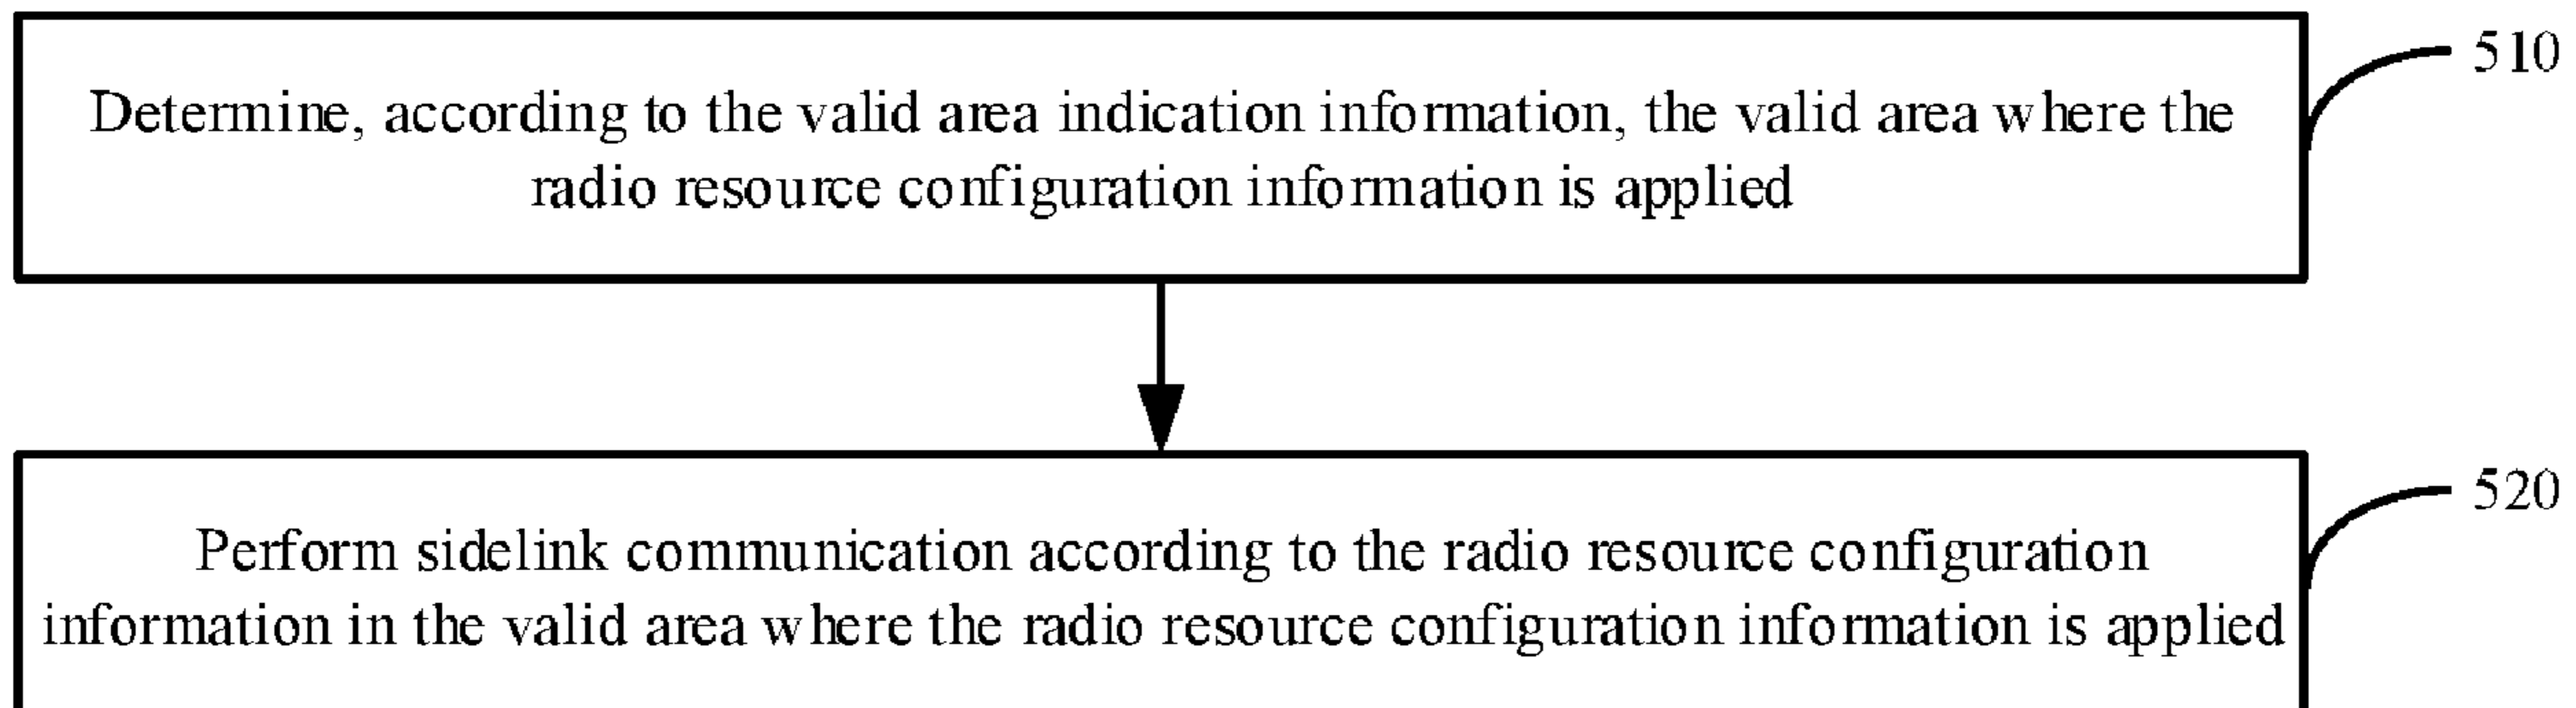 Determine, according to the valid area indication information, the valid area where the
radio resource configuration information is applied
510
Perform sidelink communication according to the radio resource configuration
information in the valid area where the radio resource configuration information is applied
520